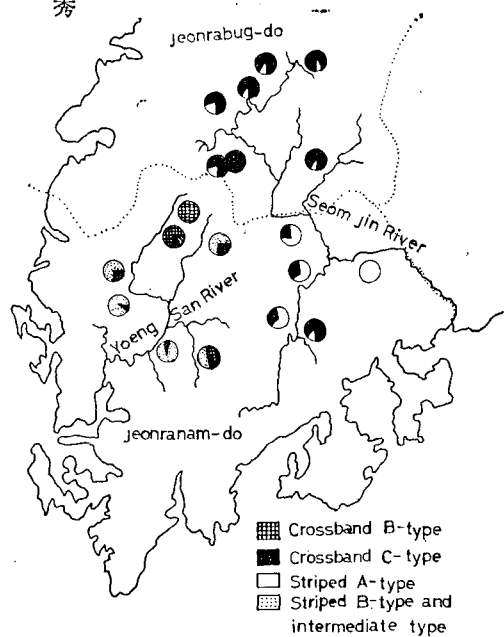 秀
Jeonrabug-do
Seom Jin River
Yoeng San River
Jeonranam-do
Crossband B-type
Crossband C-type
Striped A-type
Striped B-type and
intermediate type